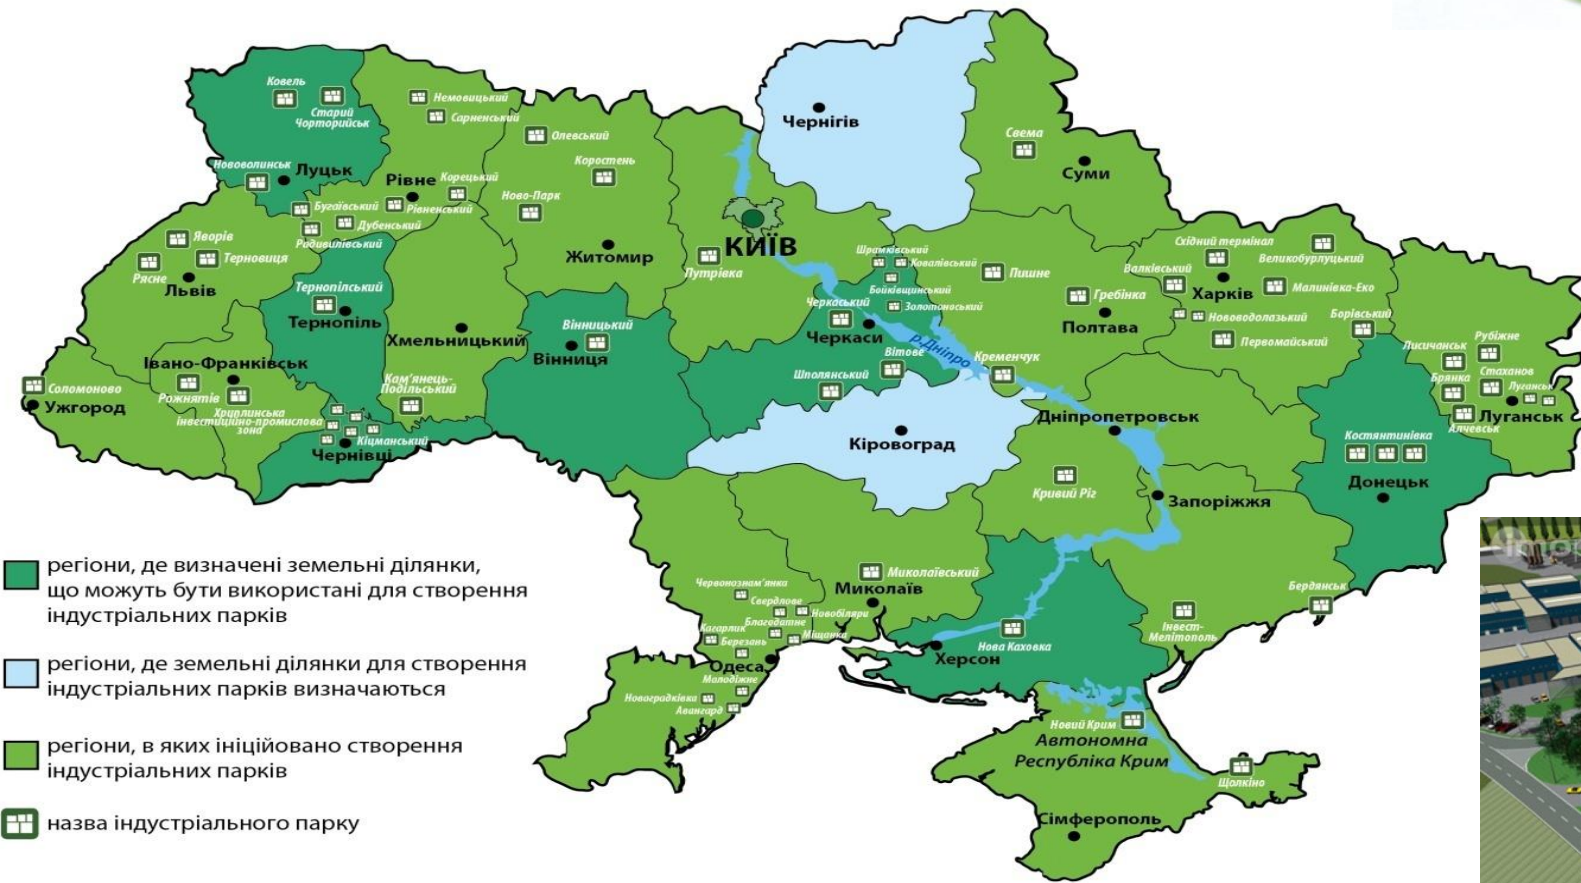 Ковель
Старий
Чорторийськ
Нововолинськ
Луцьк
Немовицький
Сарненський
Рівне
Корецький
Бугаївський
Рівненський
Дубенський
Радивилівський
Олевський
Коростень
Ново-Парк
Житомир
Чернігів
Свема
Суми
КИЇВ
Лутрівка
Яворів
Рясне
Терновиця
Львів
Тернопільський
Тернопіль
Хмельницький
Кам’янець-
Подільський
Вінницький
Вінниця
Шрамківський
Ковалівський
Бойківщинський
Золотоноський
Черкаський
Черкаси
р.Дніпро
Вітове
Шполянський
Пишне
Гребінка
Полтава
Кременчук
Східний термінал
Великобурлуцький
Валківський
Харків
Малинівка-Еко
Нововодолазький
Борівський
Первомайський
Рубіжне
Лисичанськ
Стаханов
Брянка
Луганськ
Луганськ
Алчевськ
Івано-Франківськ
Рожнятів
Хриплинська
інвестиційно-промислова
зона
Соломоново
Ужгород
Кіцманський
Чернівці
Кіровоград
Дніпропетровськ
Кривий Ріг
Запоріжжя
Костянтинівка
Донецьк
Червонознам’янка
Свердлове
Новобіляри
Благодатне
Кагарлик
Міщанка
Березань
Одеса
Молодіжне
Новоградківка
Авангард
Миколаївський
Миколаїв
Нова Каховка
Херсон
Інвест-
Мелітополь
Бердянськ
Новий Крим
Автономна
Республіка Крим
Щолкіно
Сімферополь
регіони, де визначені земельні ділянки,
що можуть бути використані для створення
індустріальних парків
регіони, де земельні ділянки для створення
індустріальних парків визначаються
регіони, в яких ініційовано створення
індустріальних парків
назва індустріального парку